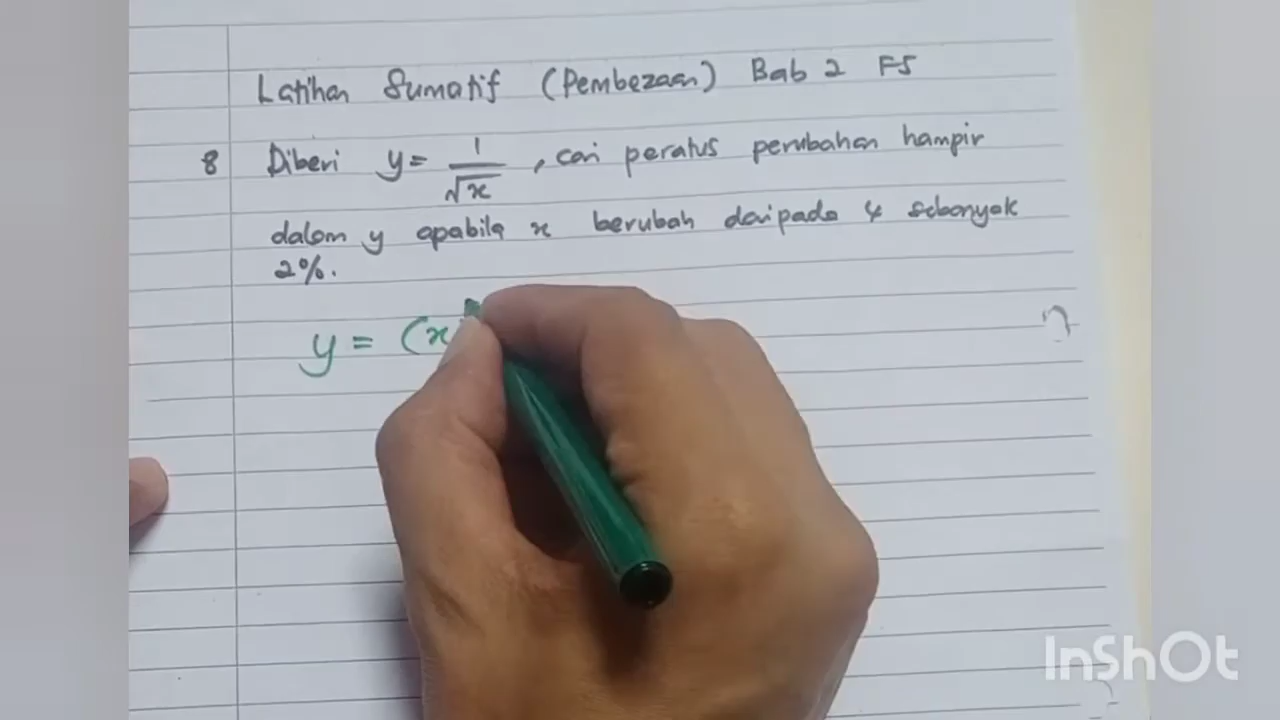 Latihan Sumatif (Pembezaan) Bab 2 F5
8 Diberi y = 1/√x , cari peratus perubahan hampir
dalam y apabila x berubah daripada 4 sebanyak
2%.
y = (x)
InShOt